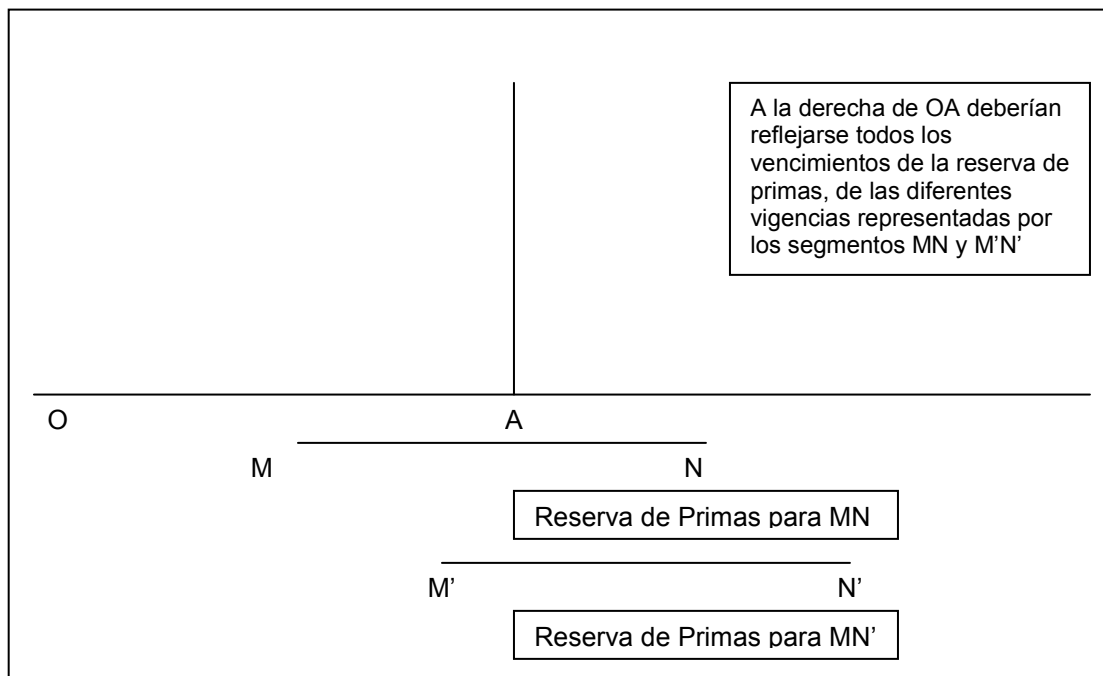 A la derecha de OA deberían
reflejarse todos los
vencimientos de la reserva de
primas, de las diferentes
vigencias representadas por
los segmentos MN y M'N'
O
A
M
N
Reserva de Primas para MN
M'
N'
Reserva de Primas para MN'